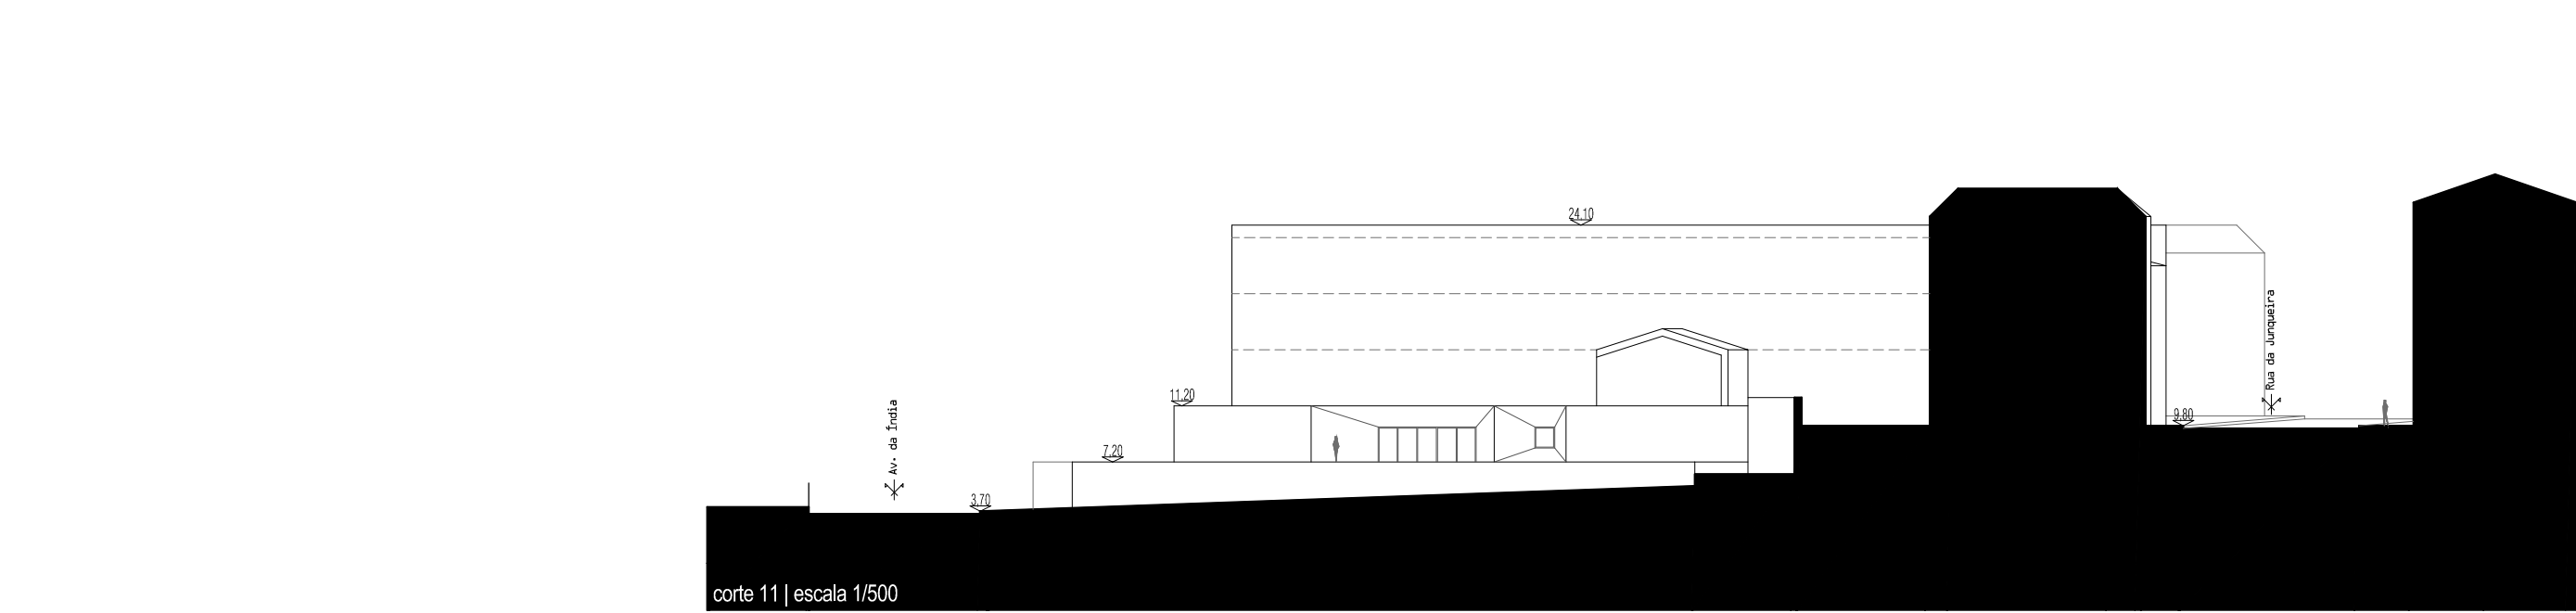 24.10
11.20
7.20
3.70
9.80
Av. da Índia
Rua da Junqueira
corte 11 | escala 1/500